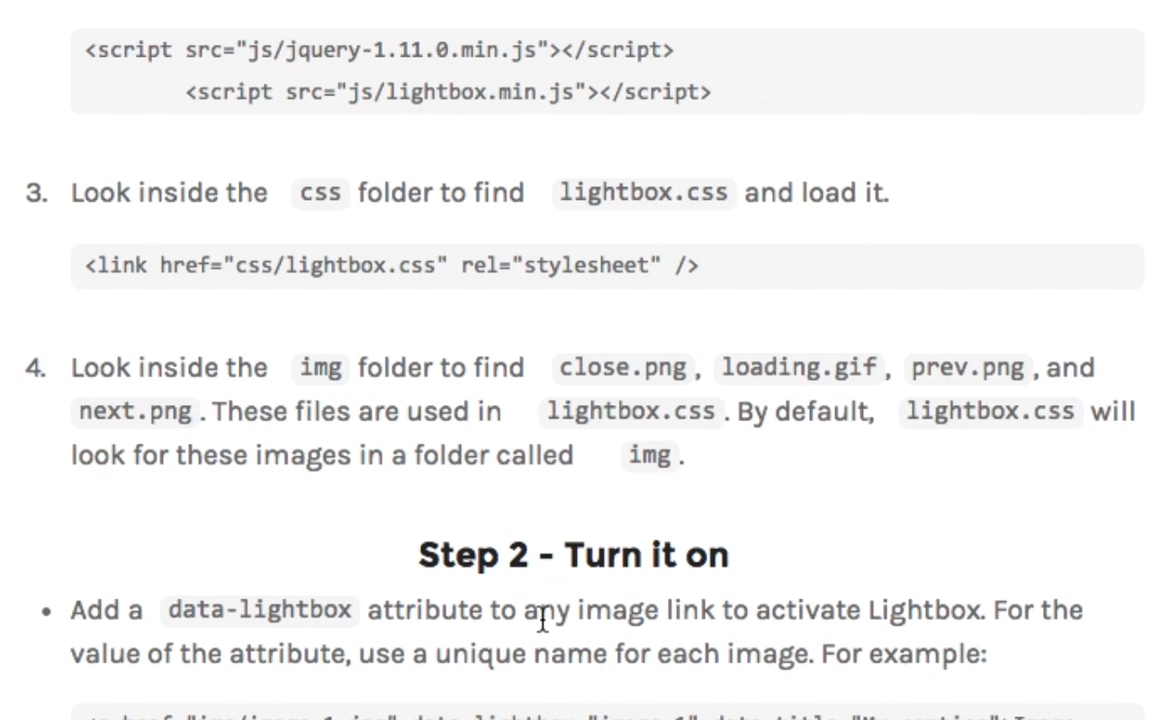 <script src="js/jquery-1.11.0.min.js"></script>
<script src="js/lightbox.min.js"></script>
3. Look inside the css folder to find lightbox.css and load it.
<link href="css/lightbox.css" rel="stylesheet" />
4. Look inside the img folder to find close.png, loading.gif, prev.png, and
next.png. These files are used in lightbox.css. By default, lightbox.css will
look for these images in a folder called img.
Step 2 - Turn it on
• Add a data-lightbox attribute to any image link to activate Lightbox. For the
value of the attribute, use a unique name for each image. For example: